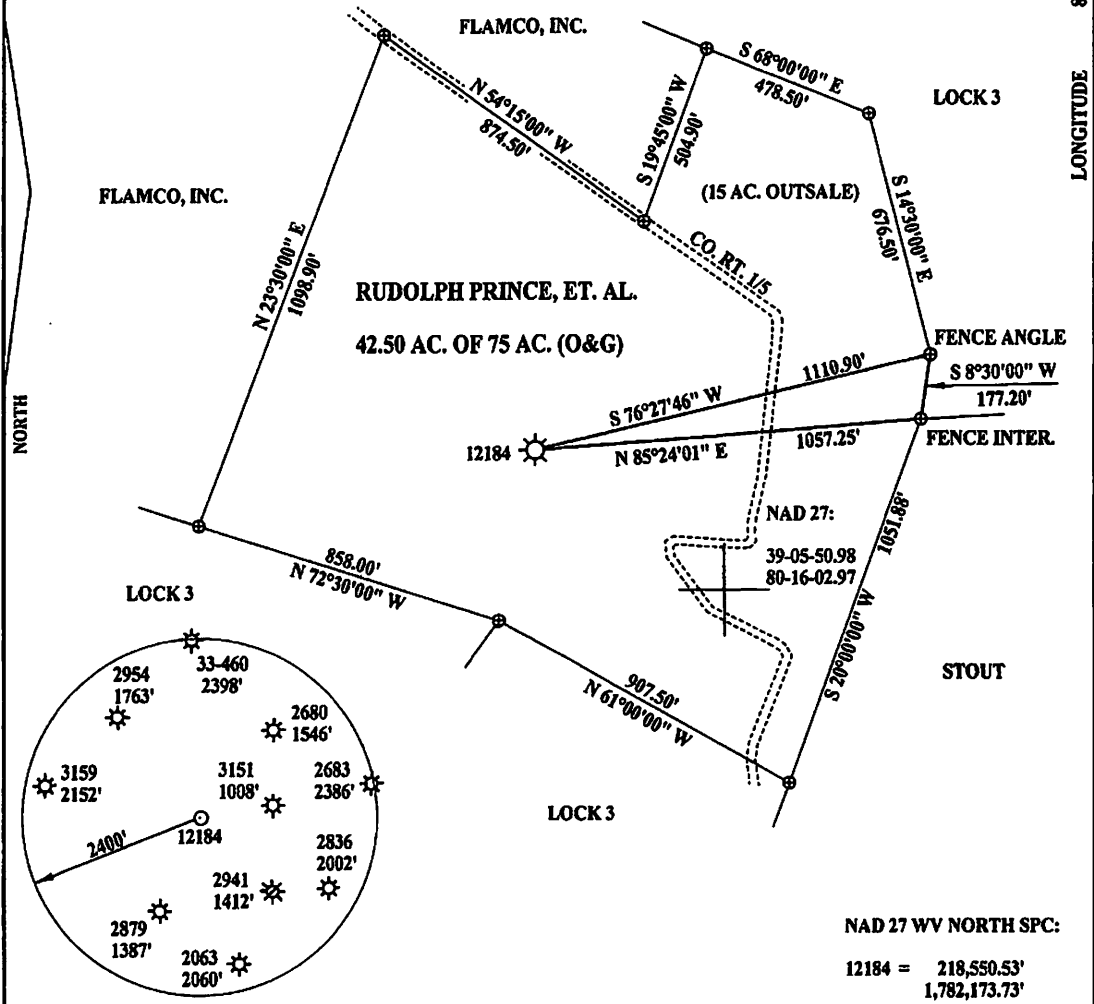 FLAMCO, INC.
8
LONGITUDE
S 68°00'00" E
478.50'
LOCK 3
N 54°15'00" W
874.50'
S 19°45'00" W
504.90'
(15 AC. OUTSALE)
S 14°30'00" E
676.50'
FLAMCO, INC.
CO. RT. 1/5
N 23°30'00" E
1098.90'
RUDOLPH PRINCE, ET. AL.
42.50 AC. OF 75 AC. (O&G)
FENCE ANGLE
S 8°30'00" W
177.20'
1110.90'
S 76°27'46" W
NORTH
FENCE INTER.
1057.25'
N 85°24'01" E
12184
NAD 27:
39-05-50.98
80-16-02.97
1051.88'
S 20°00'00" W
858.00'
N 72°30'00" W
LOCK 3
STOUT
907.50'
N 61°00'00" W
LOCK 3
33-460
2398'
2954
1763'
2680
1546'
3159
2152'
3151
1008'
2683
2386'
2400'
12184
2836
2002'
2941
1412'
2879
1387'
2063
2060'
NAD 27 WV NORTH SPC:
12184 = 218,550.53'
1,782,173.73'